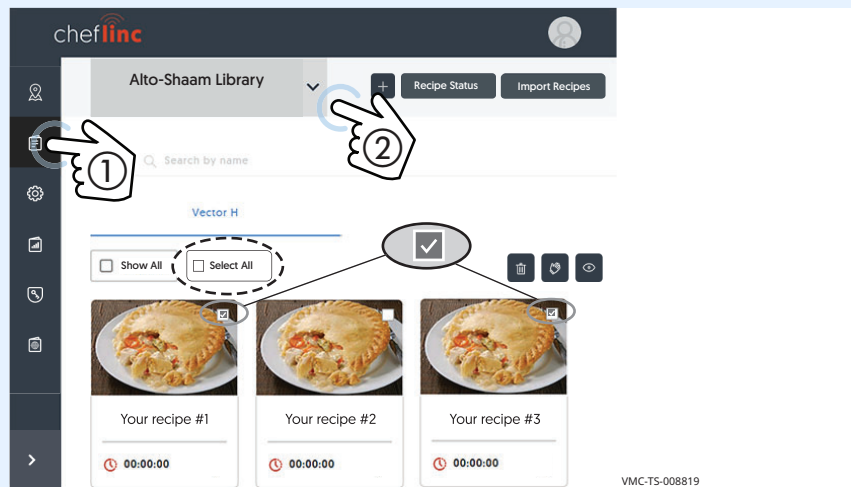 cheflinc
Alto-Shaam Library
+
Recipe Status
Import Recipes
1
2
Search by name
Vector H
Show All
Select All
Your recipe #1
Your recipe #2
Your recipe #3
00:00:00
00:00:00
00:00:00
VMC-TS-008819